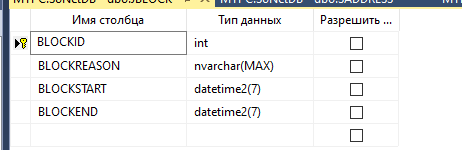 Имя столбца Тип данных Разрешить ...
BLOCKID int
BLOCKREASON nvarchar(MAX)
BLOCKSTART datetime2(7)
BLOCKEND datetime2(7)